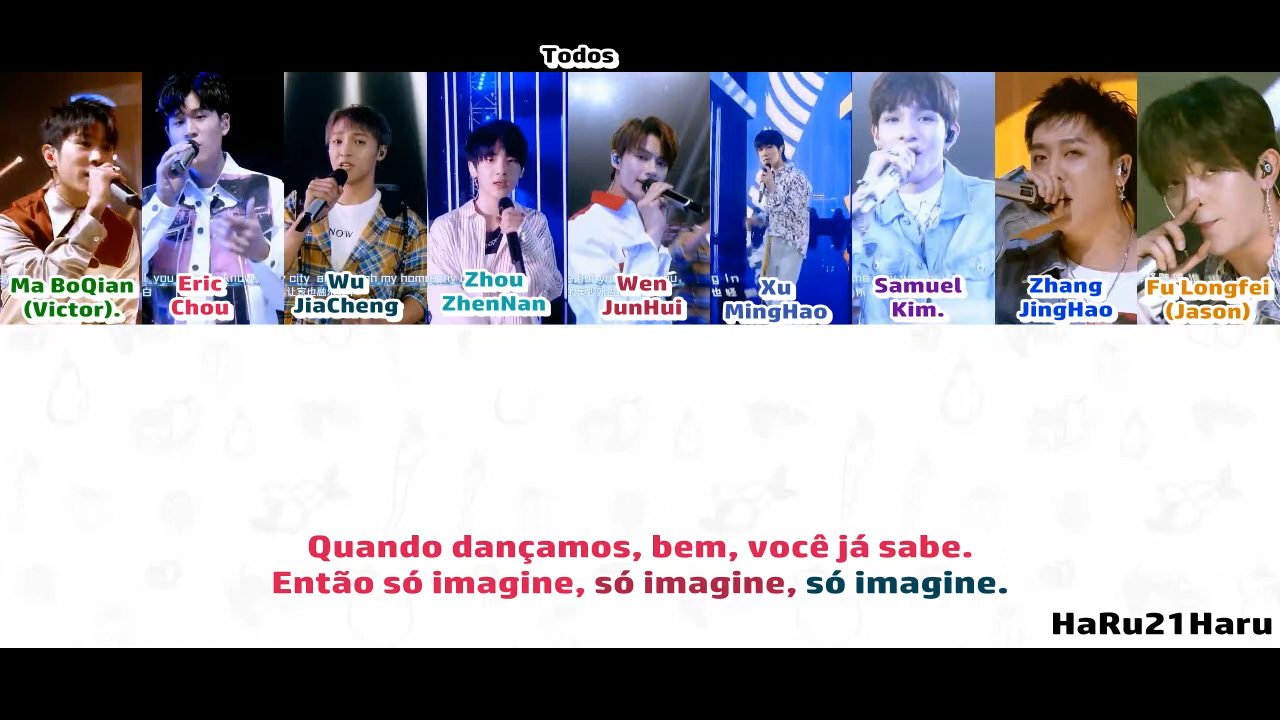 Todos
Ma BoQian
(Victor).
Eric
Chou
Wu
JiaCheng
Zhou
ZhenNan
Wen
JunHui
Xu
MingHao
Samuel
Kim.
Zhang
JingHao
Fu Longfei
(Jason)
NOW
Quando dançamos, bem, você já sabe.
Então só imagine, só imagine, só imagine.
HaRu21Haru